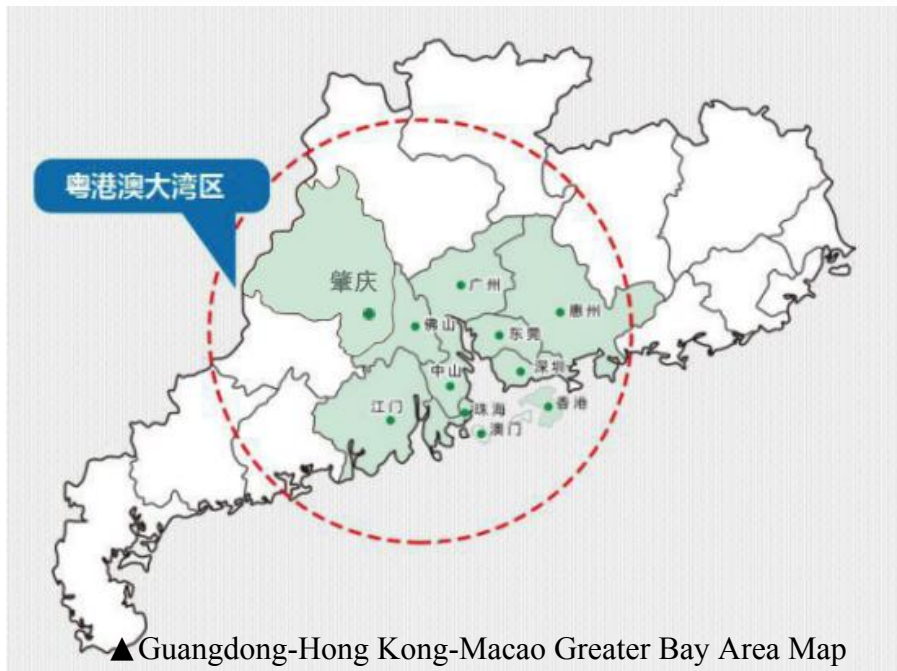 粤港澳大湾区
肇庆
广州
惠州
佛山
东莞
深圳
中山
香港
江门
珠海
澳门
▲Guangdong-Hong Kong-Macao Greater Bay Area Map